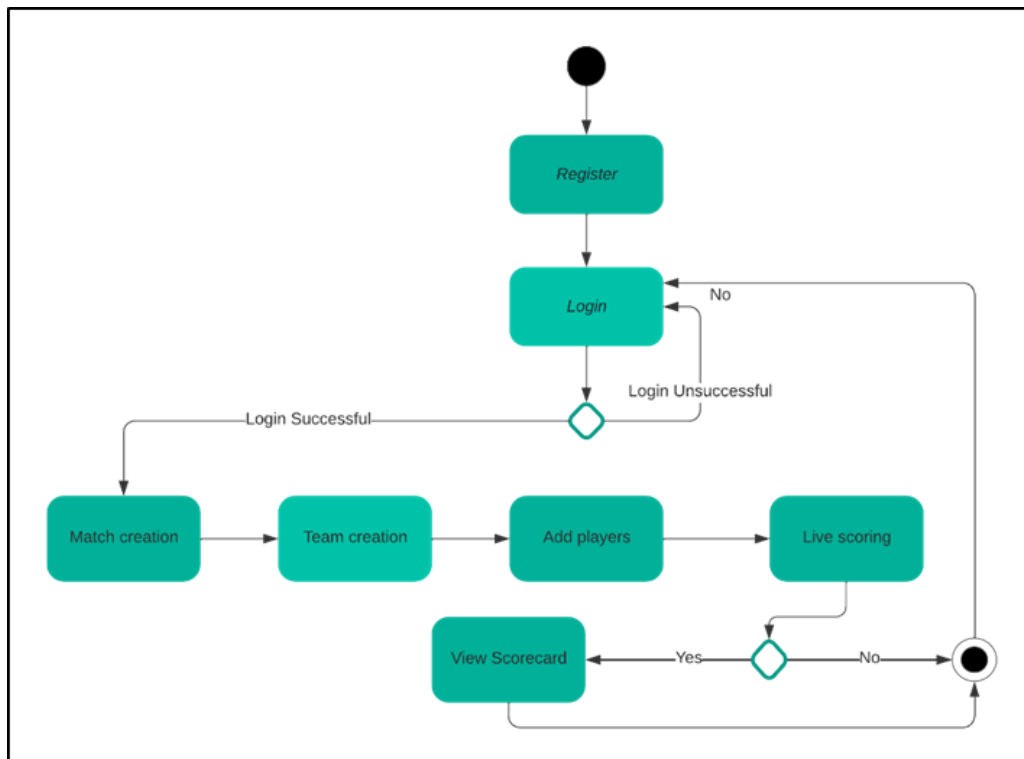 Register
Login
No
Login Unsuccessful
Login Successful
Match creation
Team creation
Add players
Live scoring
View Scorecard
Yes
No